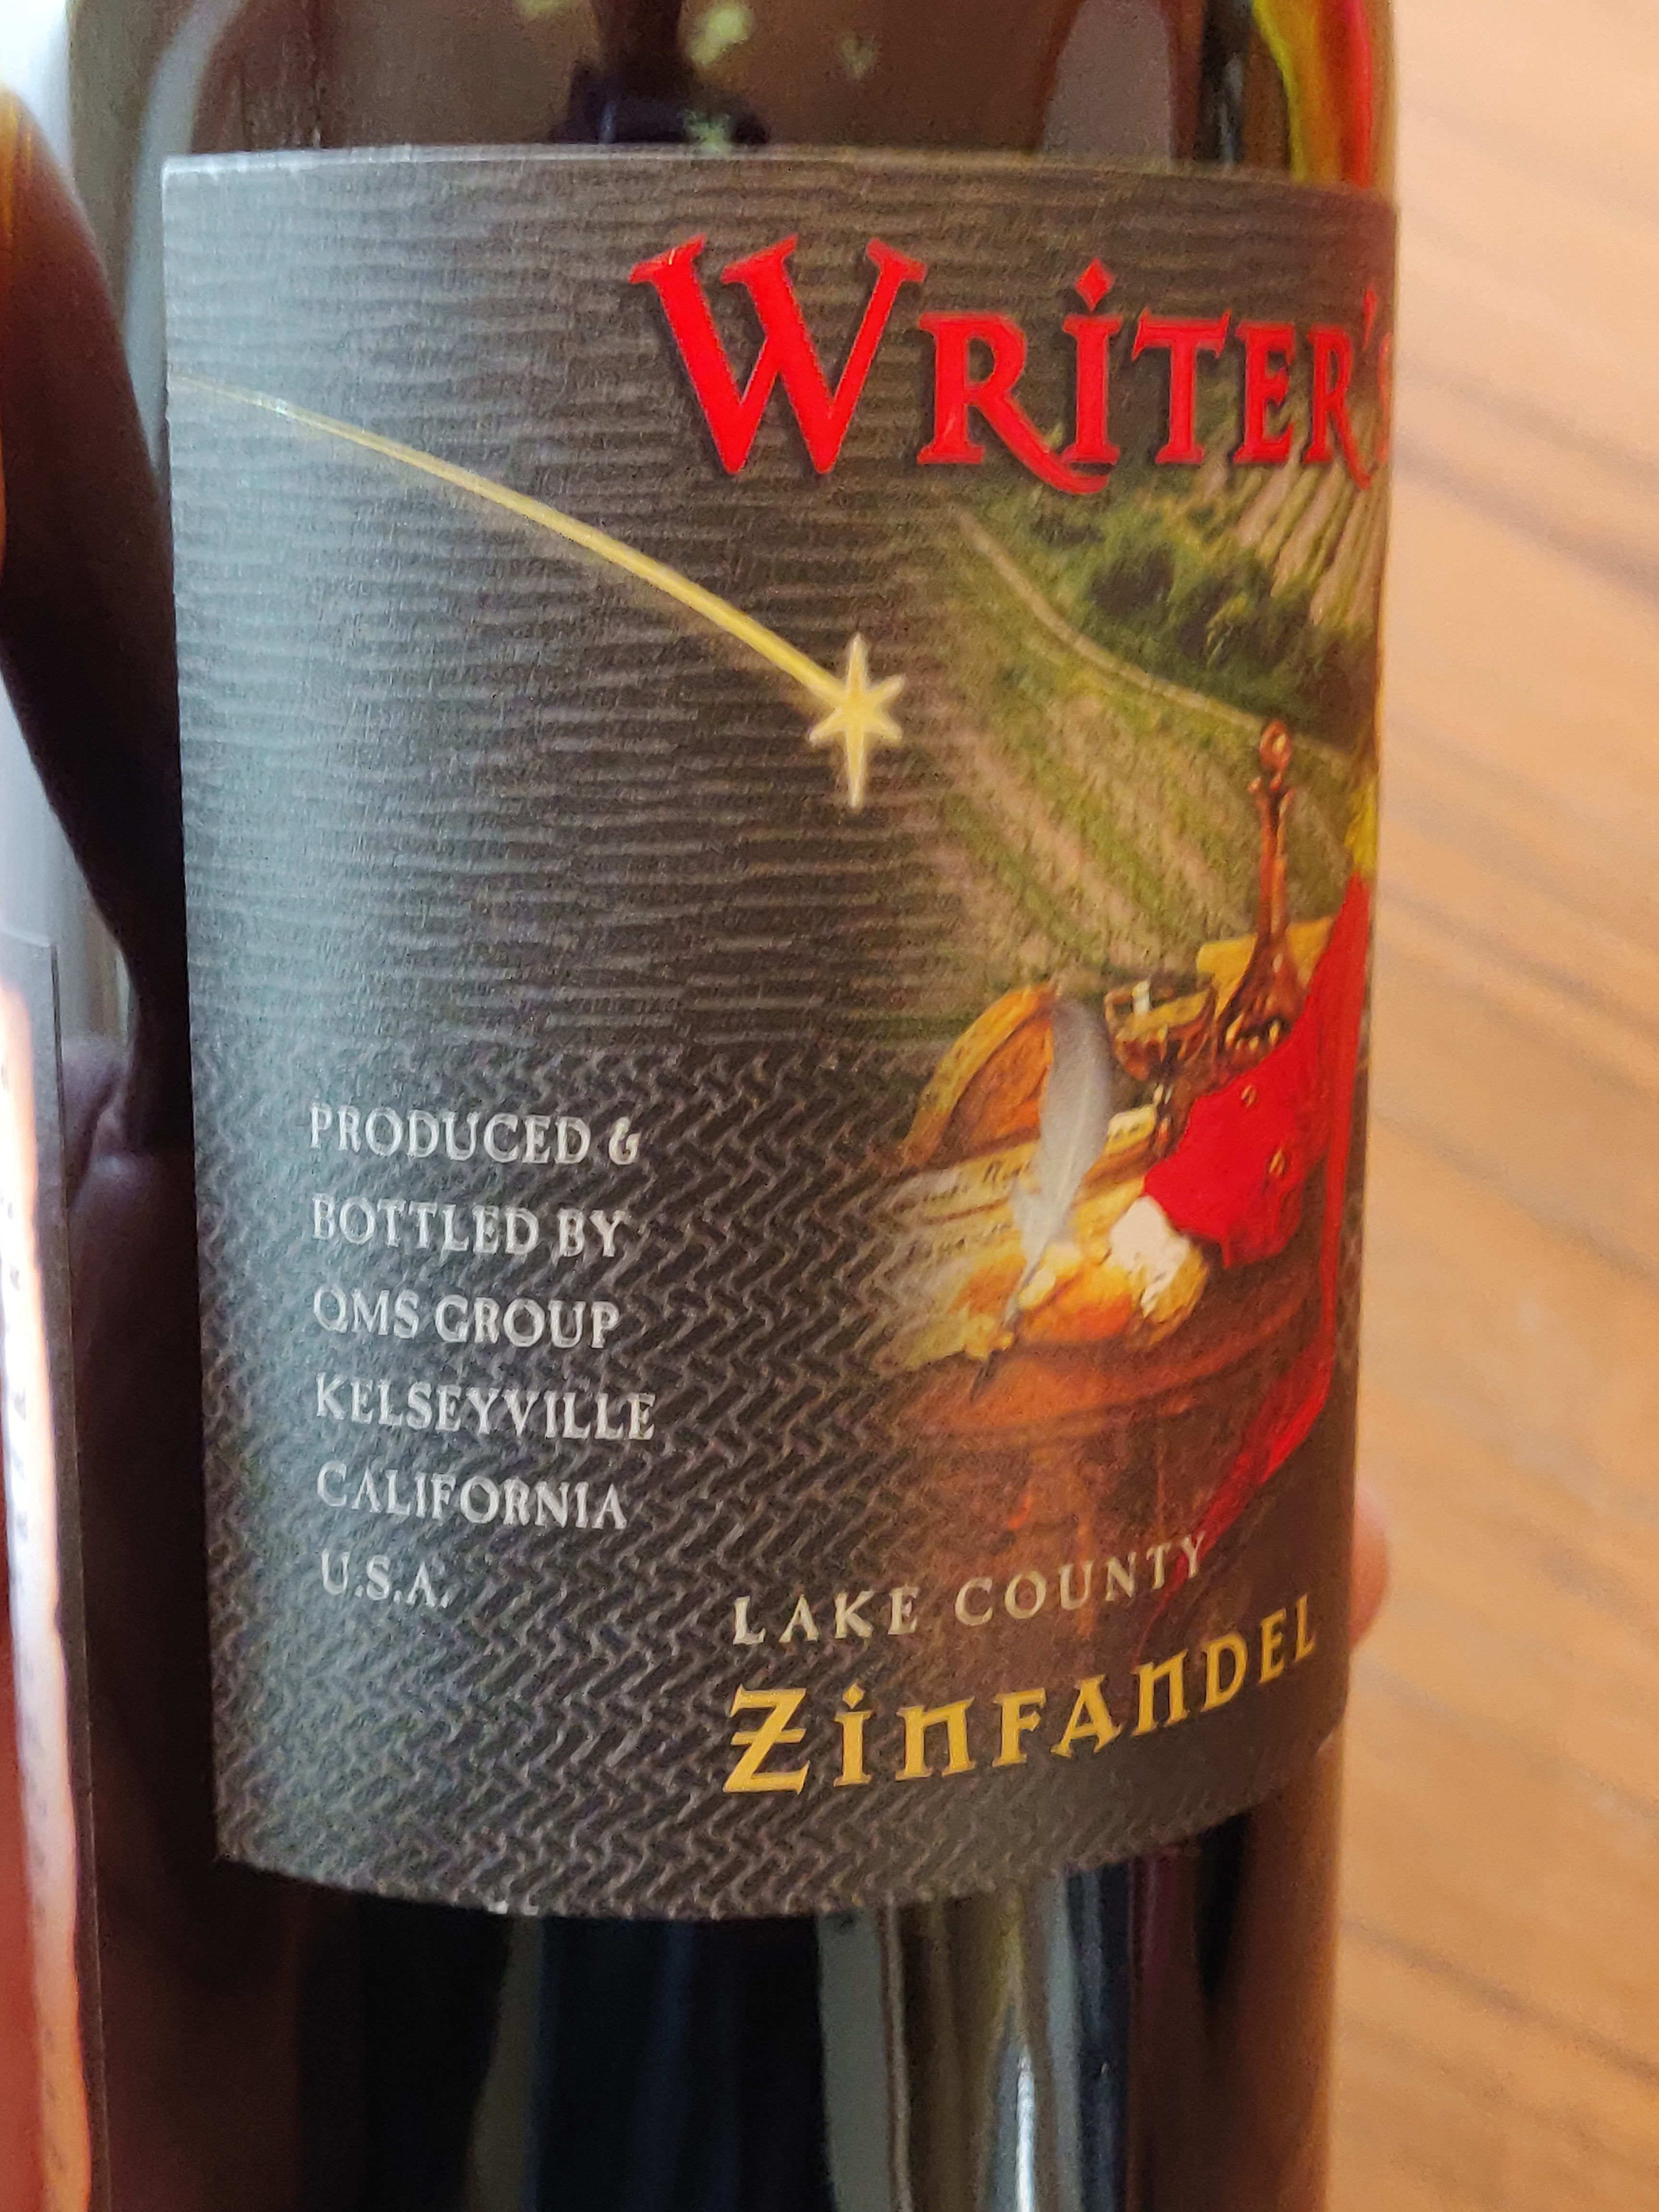 WRiTER'S
PRODUCED &
BOTTLED BY
QMS GROUP
KELSEYVILLE
CALIFORNIA
U.S.A.
LAKE COUNTY
ZinFAnDEL